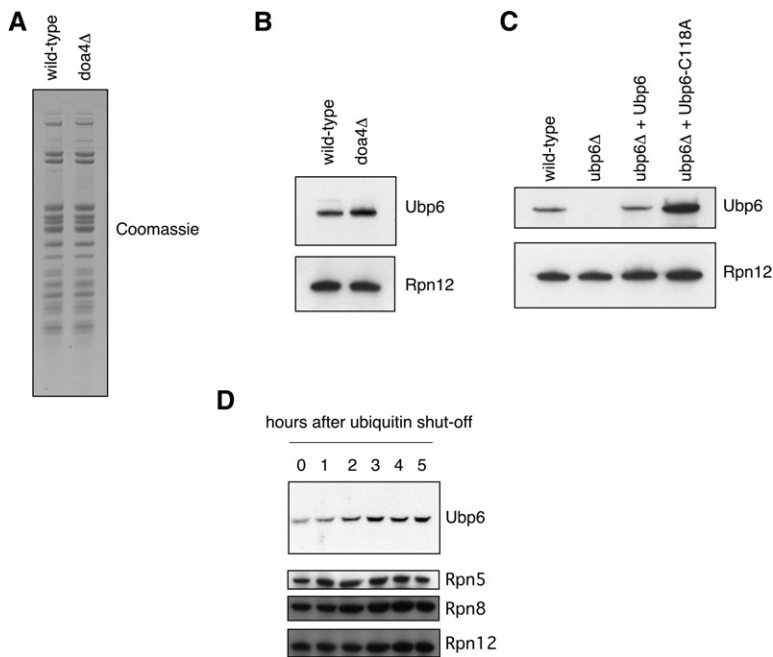 A
wild-type
doa4Δ
Coomassie
B
wild-type
doa4Δ
Ubp6
Rpn12
C
wild-type
ubp6Δ
ubp6Δ + Ubp6
ubp6Δ + Ubp6-C118A
Ubp6
Rpn12
D
hours after ubiquitin shut-off
0 1 2 3 4 5
Ubp6
Rpn5
Rpn8
Rpn12